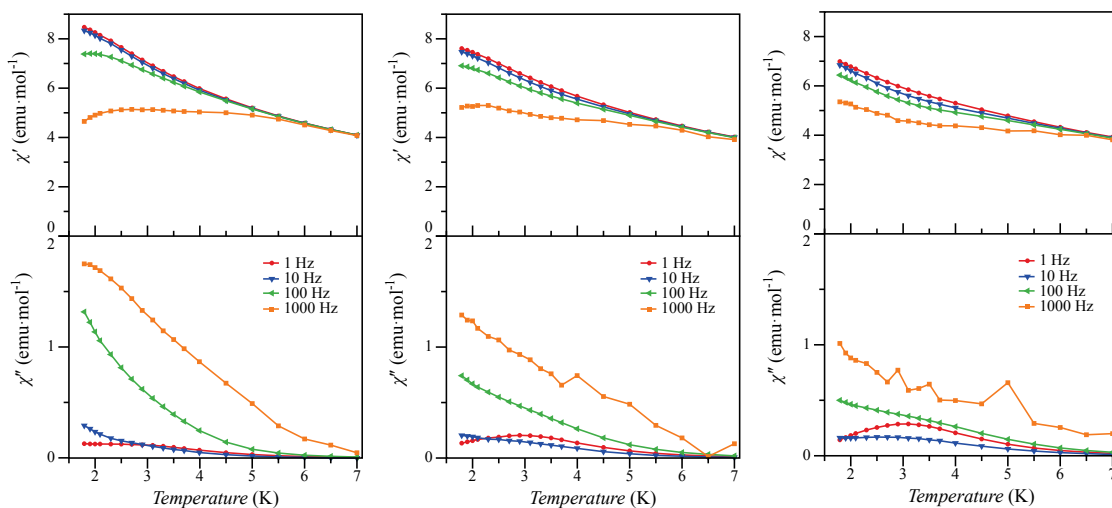 χ′ (emu·mol⁻¹)
8
6
4
2
0
χ′ (emu·mol⁻¹)
8
6
4
2
0
χ′ (emu·mol⁻¹)
8
6
4
2
0
χ″ (emu·mol⁻¹)
2
1
0
1 Hz
10 Hz
100 Hz
1000 Hz
2 3 4 5 6 7
Temperature (K)
χ″ (emu·mol⁻¹)
2
1
0
1 Hz
10 Hz
100 Hz
1000 Hz
2 3 4 5 6 7
Temperature (K)
χ″ (emu·mol⁻¹)
2
1
0
1 Hz
10 Hz
100 Hz
1000 Hz
2 3 4 5 6 7
Temperature (K)